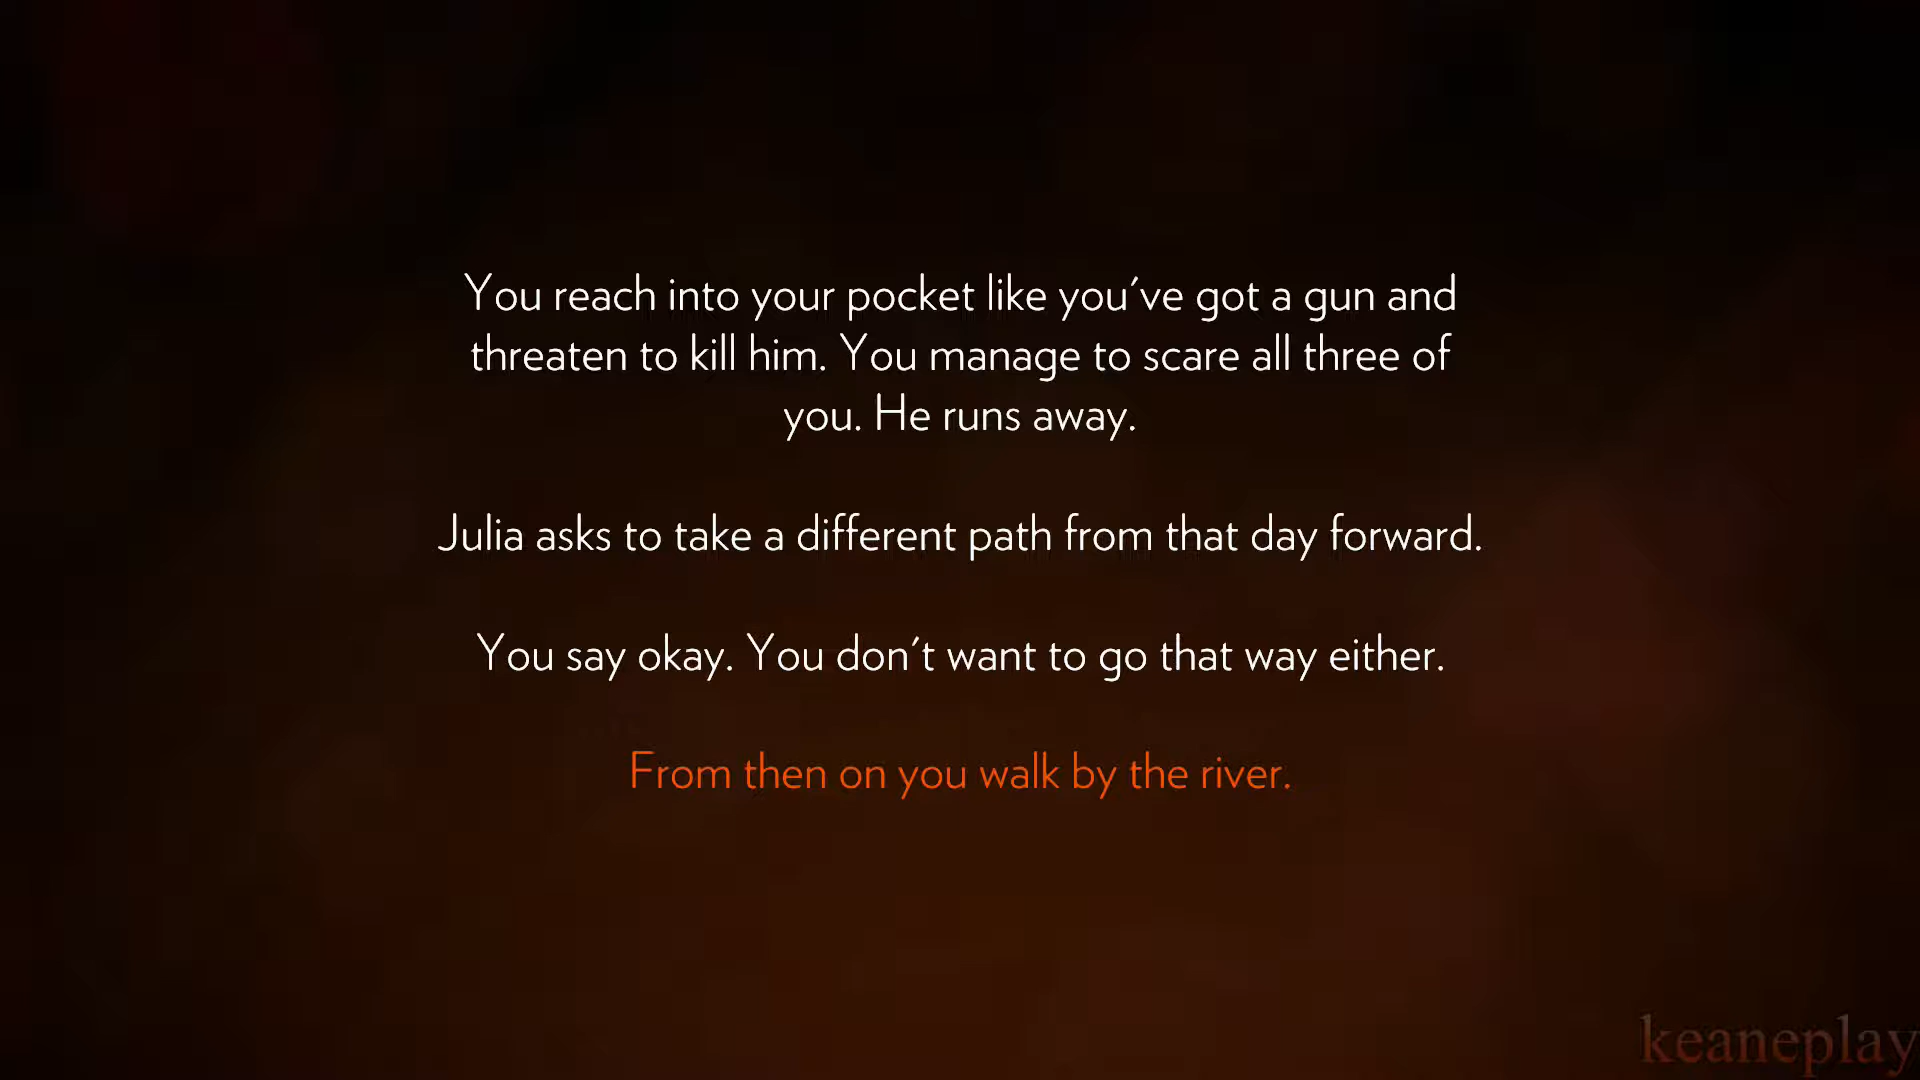 You reach into your pocket like you've got a gun and
threaten to kill him. You manage to scare all three of
you. He runs away.
Julia asks to take a different path from that day forward.
You say okay. You don't want to go that way either.
From then on you walk by the river.
keaneplay